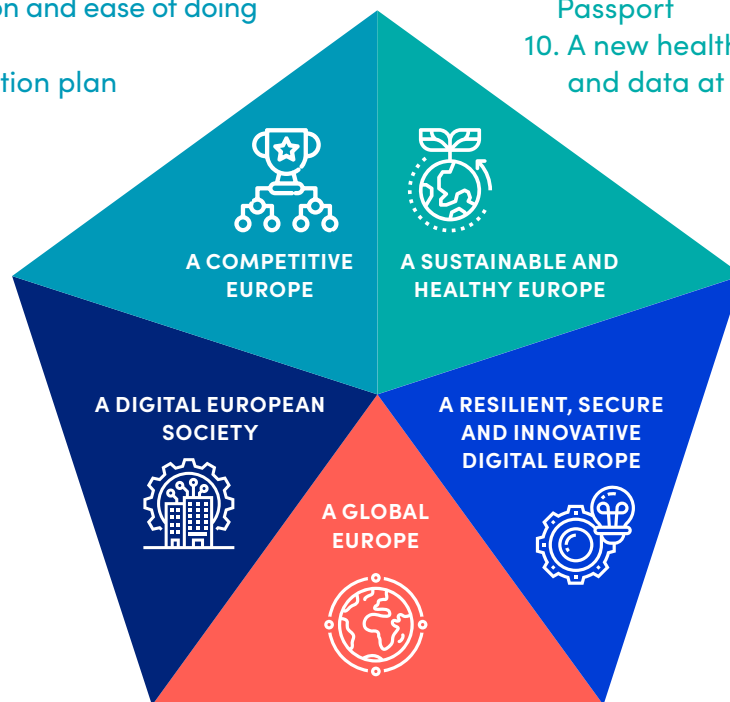 on and ease of doing
tion plan
Passport
10. A new health
and data at
A COMPETITIVE
EUROPE
A SUSTAINABLE AND
HEALTHY EUROPE
A DIGITAL EUROPEAN
SOCIETY
A RESILIENT, SECURE
AND INNOVATIVE
DIGITAL EUROPE
A GLOBAL
EUROPE